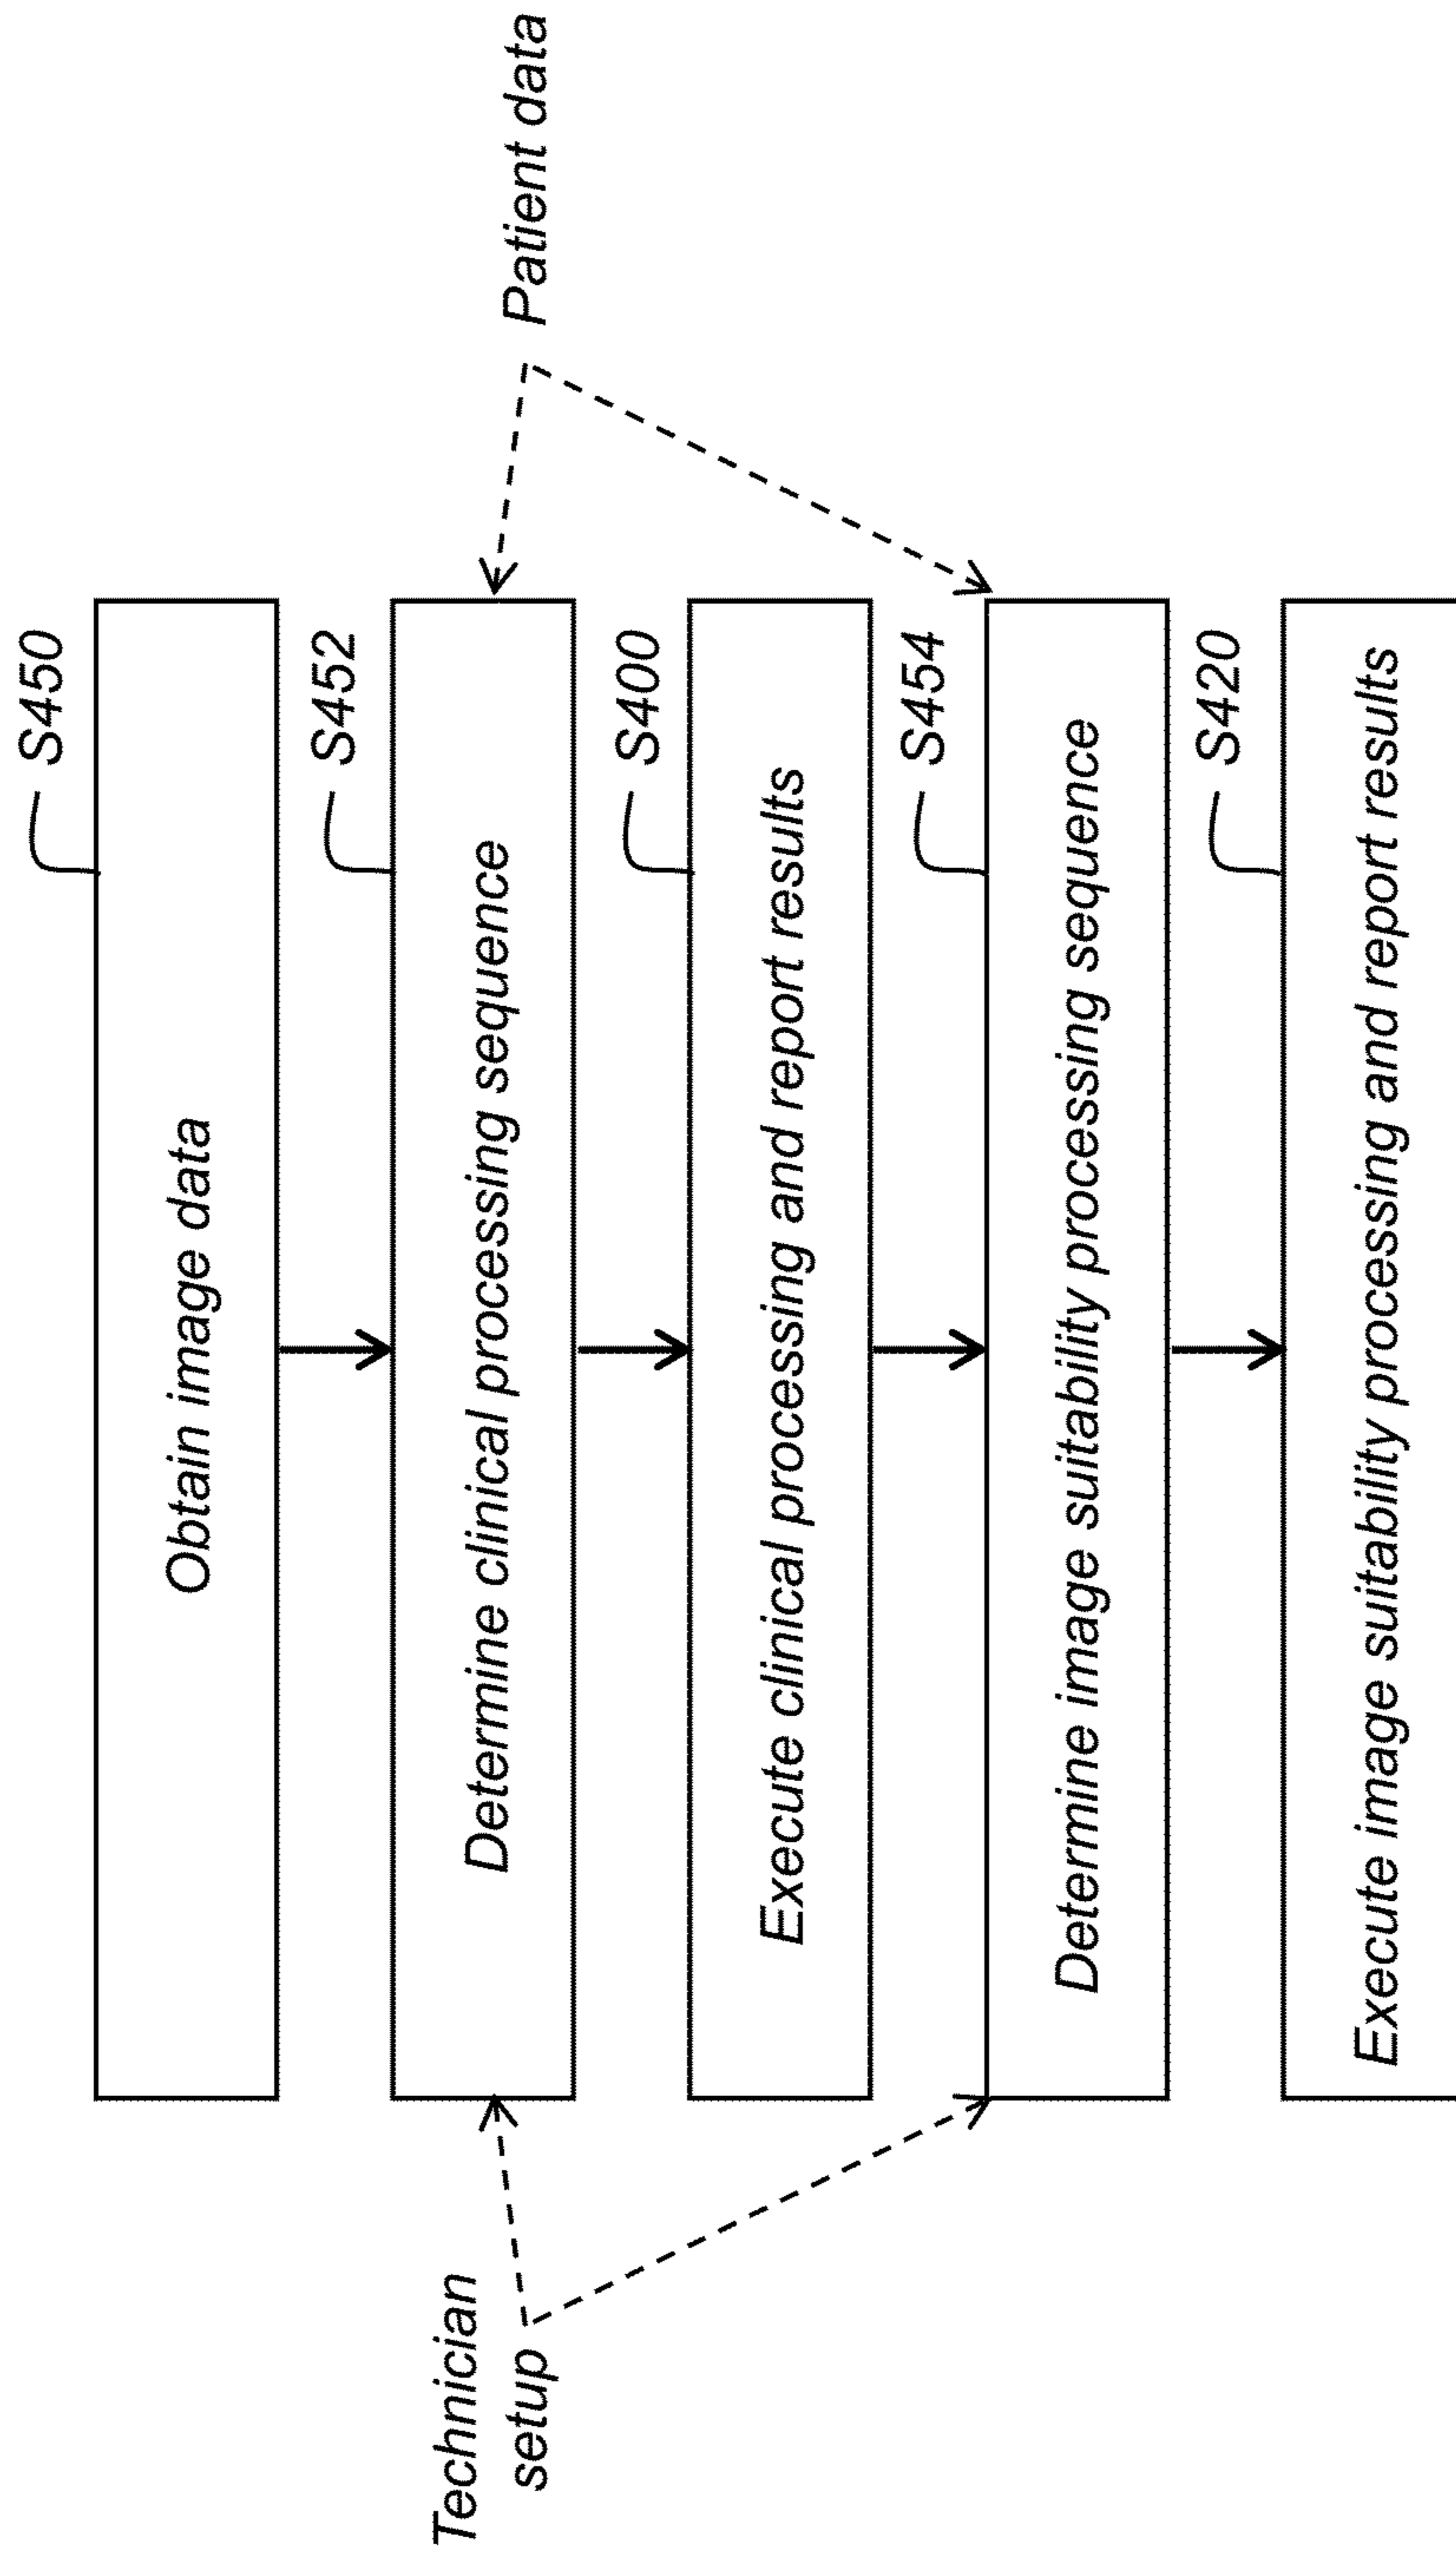 S450
Obtain image data
S452
Technician
setup
Determine clinical processing sequence
Patient data
S400
Execute clinical processing and report results
S454
Determine image suitability processing sequence
S420
Execute image suitability processing and report results